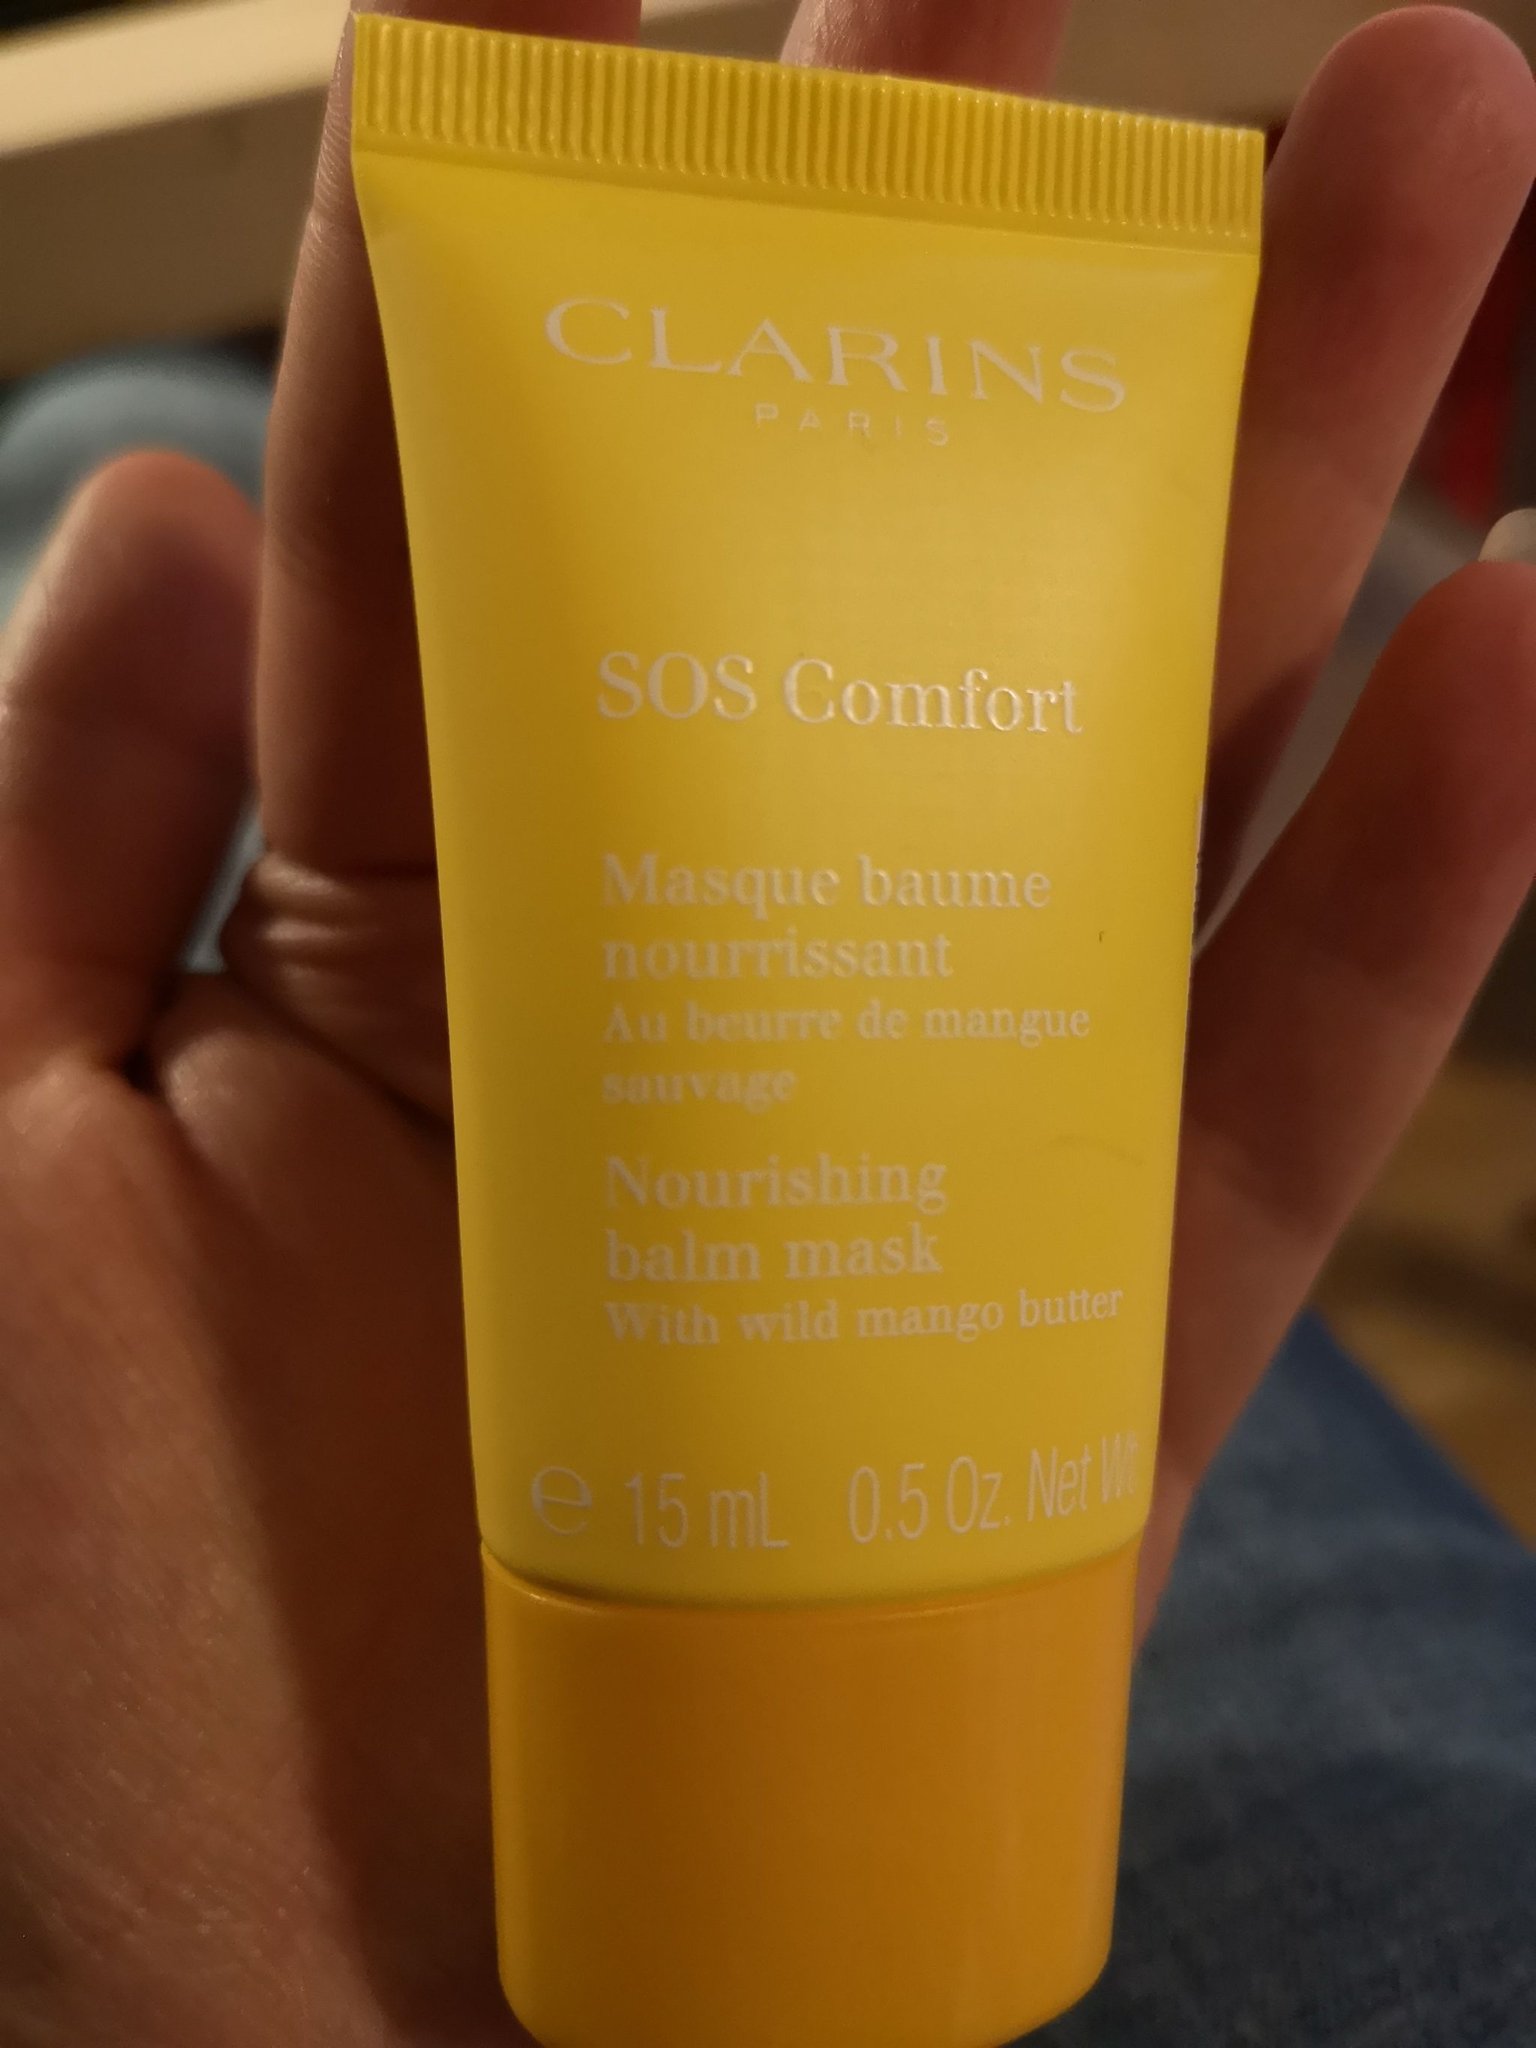 CLARINS
PARIS
SOS Comfort
Masque baume
nourrissant
Au beurre de mangue
sauvage
Nourishing
balm mask
With wild mango butter
℮ 15 mL 0.5 Oz. Net Wt.